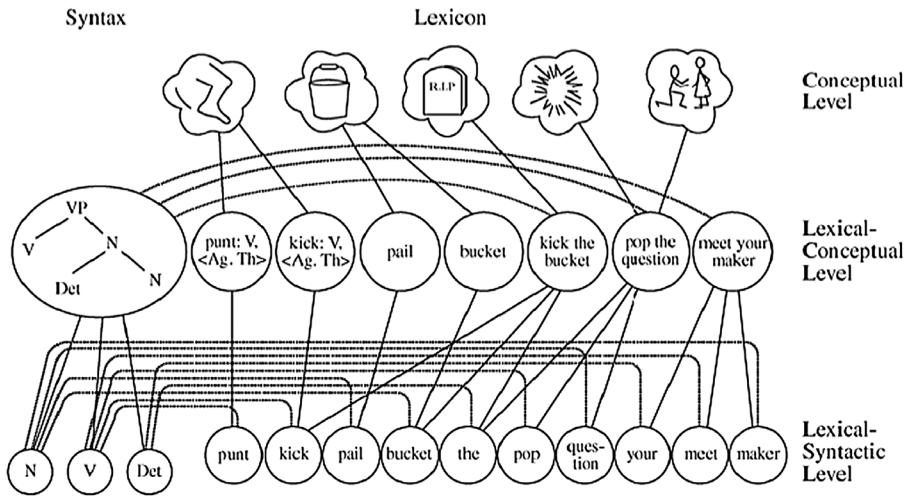 Syntax
Lexicon
R.I.P
Conceptual
Level
VP
V
N
Det
N
punt: V,
<Ag. Th>
kick: V,
<Ag. Th>
pail
bucket
kick the
bucket
pop the
question
meet your
maker
Lexical-
Conceptual
Level
N
V
Det
punt
kick
pail
bucket
the
pop
ques-
tion
your
meet
maker
Lexical-
Syntactic
Level